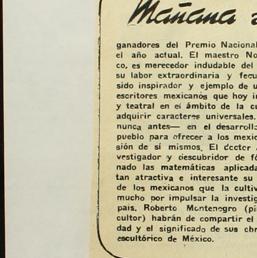 Mañana
ganadores del Premio Nacional
el año actual. El maestro No
co, es merecedor indudable del
su labor extraordinaria y fecu
sido inspirador y ejemplo de u
escritores mexicanos que hoy i
y teatral en el ámbito de la cu
adquirir caracteres universales.
nunca antes— en el desarrollo
pueblo para ofrecer a los mexic
sión de sí mismos. El doctor
vestigador y descubridor de fó
nado las matemáticas aplicada
tan atractiva e interesante su
de los mexicanos que la cultiv
mucho por impulsar la investig
país. Roberto Montenegro (pi
cultor) habrán de compartir el
dad y el significado de sus obr
escultórico de México.